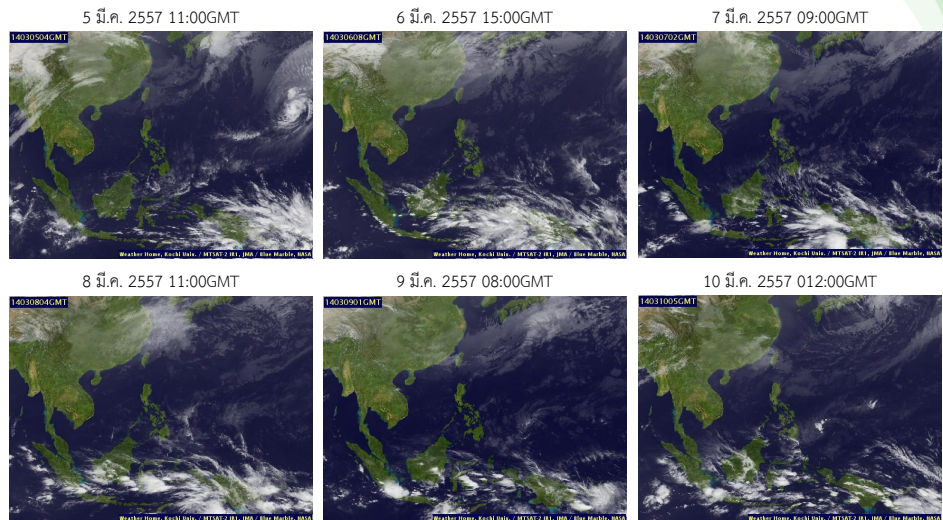 5 มี.ค. 2557 11:00GMT
6 มี.ค. 2557 15:00GMT
7 มี.ค. 2557 09:00GMT
14030504GMT
14030608GMT
14030702GMT
Weather Home, Kochi Univ. / MTSAT-2 IR1, JMA / Blue Marble, NASA
Weather Home, Kochi Univ. / MTSAT-2 IR1, JMA / Blue Marble, NASA
Weather Home, Kochi Univ. / MTSAT-2 IR1, JMA / Blue Marble, NASA
8 มี.ค. 2557 11:00GMT
9 มี.ค. 2557 08:00GMT
10 มี.ค. 2557 012:00GMT
14030804GMT
14030901GMT
14031005GMT
Weather Home, Kochi Univ. / MTSAT-2 IR1, JMA / Blue Marble, NASA
Weather Home, Kochi Univ. / MTSAT-2 IR1, JMA / Blue Marble, NASA
Weather Home, Kochi Univ. / MTSAT-2 IR1, JMA / Blue Marble, NASA